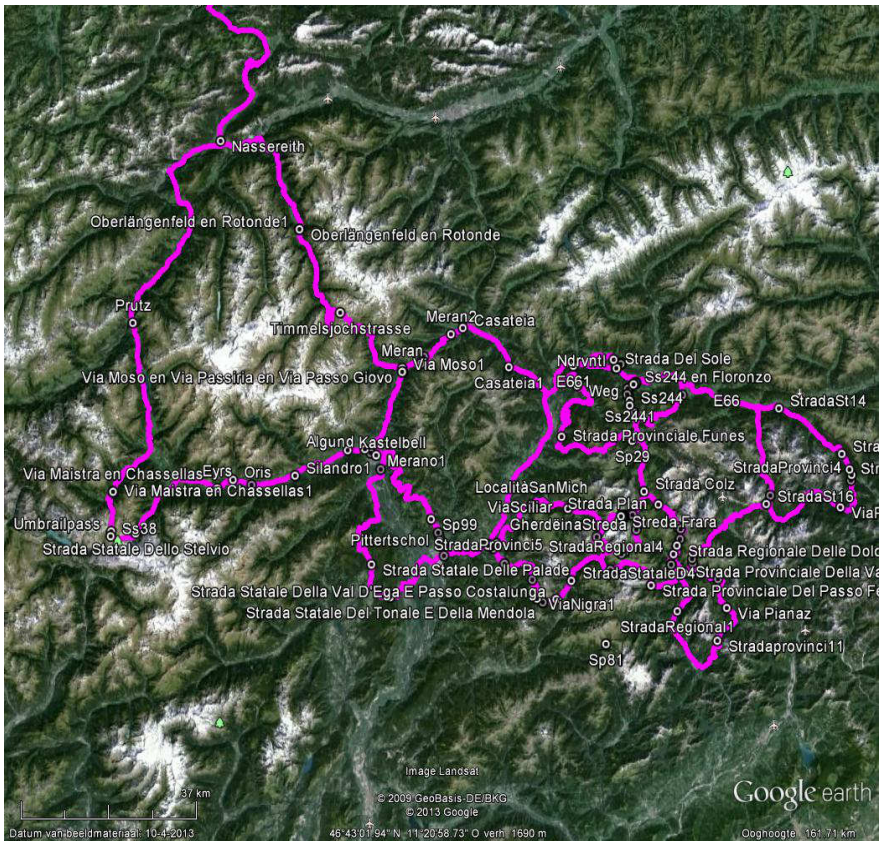 Nassereith
Oberlängenfeld en Rotonde1
Oberlängenfeld en Rotonde
Prutz
Timmelsjochstrasse
Meran2
Casateia
Meran
Via Moso1
Via Moso en Via Passiria en Via Passo Giovo
Casateia1
Strada Del Sole
E661
Ss244 en Floronzo
Weg
Ss244
E66
StradaSt14
Ss2441
Strada Provinciale Funes
Algund
Kastelbell
Merano1
Sp29
Via Maistra en Chassellas
Eyrs
Oris
Silandro1
StradaProvinci4
Via Maistra en Chassellas1
LocalitàSanMich
Strada Colz
StradaSt16
ViaSciliar
Strada Plan
Umbrailpass
Ss38
Sp99
Gherdëina
Streda
Streda Frara
Strada Statale Dello Stelvio
Pittertschol
StradaProvinci5
StradaRegional4
Strada Regionale Delle Dolo
Strada Statale Delle Palade
StradaStataleD4
Strada Provinciale Della Va
Strada Statale Della Val D'Ega E Passo Costalunga
Strada Provinciale Del Passo Fe
Strada Statale Del Tonale E Della Mendola
ViaNigra1
Via Pianaz
StradaRegional1
Stradaprovinci11
Sp81
Image Landsat
© 2009 GeoBasis-DE/BKG
© 2013 Google
Google earth
37 km
Datum van beeldmateriaal: 10-4-2013
46°43'01.94" N 11°20'58.73" O verh. 1690 m
Ooghoogte 161.71 km